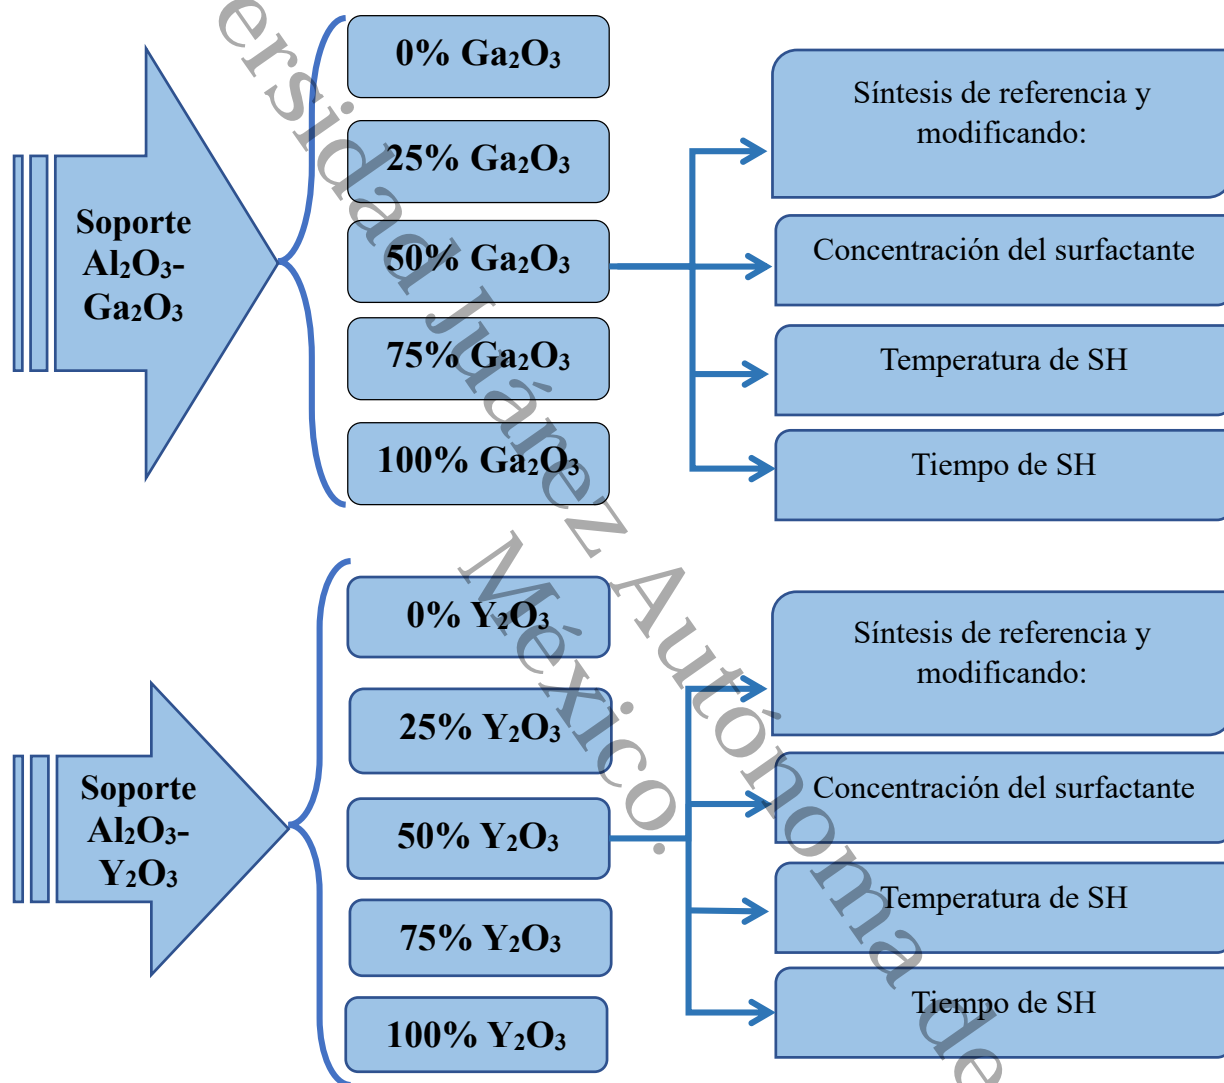 Soporte
Al₂O₃-
Ga₂O₃
0% Ga₂O₃
25% Ga₂O₃
50% Ga₂O₃
75% Ga₂O₃
100% Ga₂O₃
Síntesis de referencia y
modificando:
Concentración del surfactante
Temperatura de SH
Tiempo de SH
Soporte
Al₂O₃-
Y₂O₃
0% Y₂O₃
25% Y₂O₃
50% Y₂O₃
75% Y₂O₃
100% Y₂O₃
Síntesis de referencia y
modificando:
Concentración del surfactante
Temperatura de SH
Tiempo de SH
ersidad Juárez Autónoma de
México.